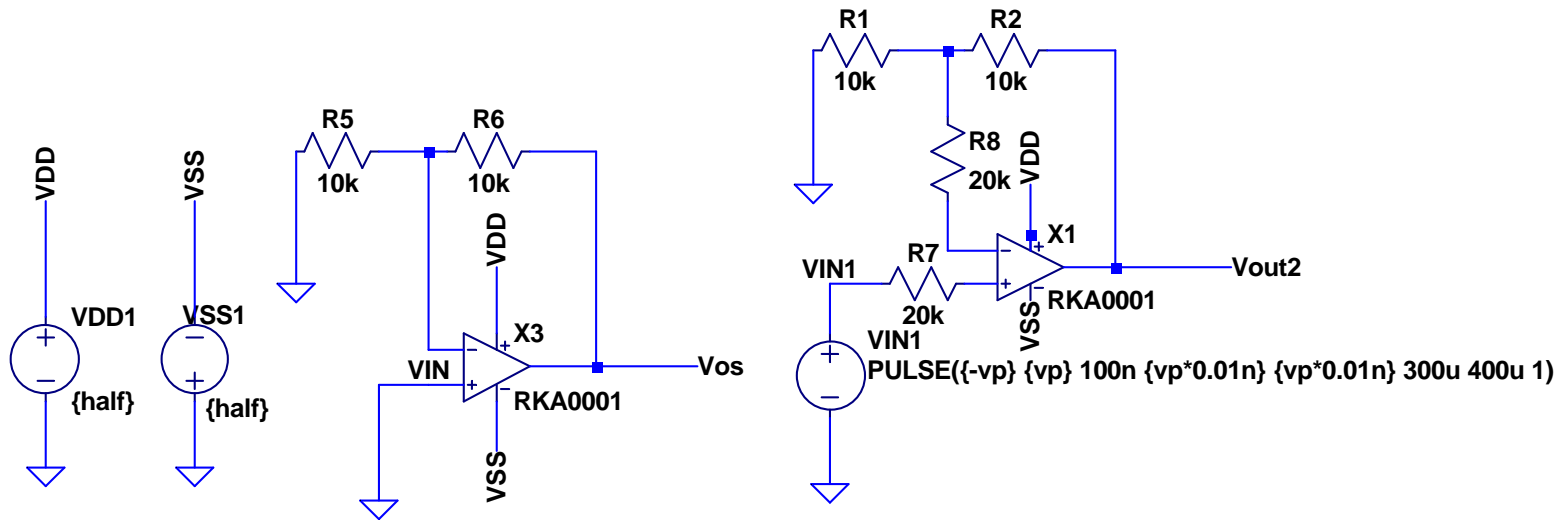 VDD
VDD1
{half}
VSS
VSS1
{half}
R5
10k
R6
10k
VDD
X3
VIN
RKA0001
VSS
Vos
R1
10k
R2
10k
R8
20k
VDD
X1
R7
20k
VIN1
RKA0001
VSS
Vout2
VIN1
PULSE({-vp} {vp} 100n {vp*0.01n} {vp*0.01n} 300u 400u 1)